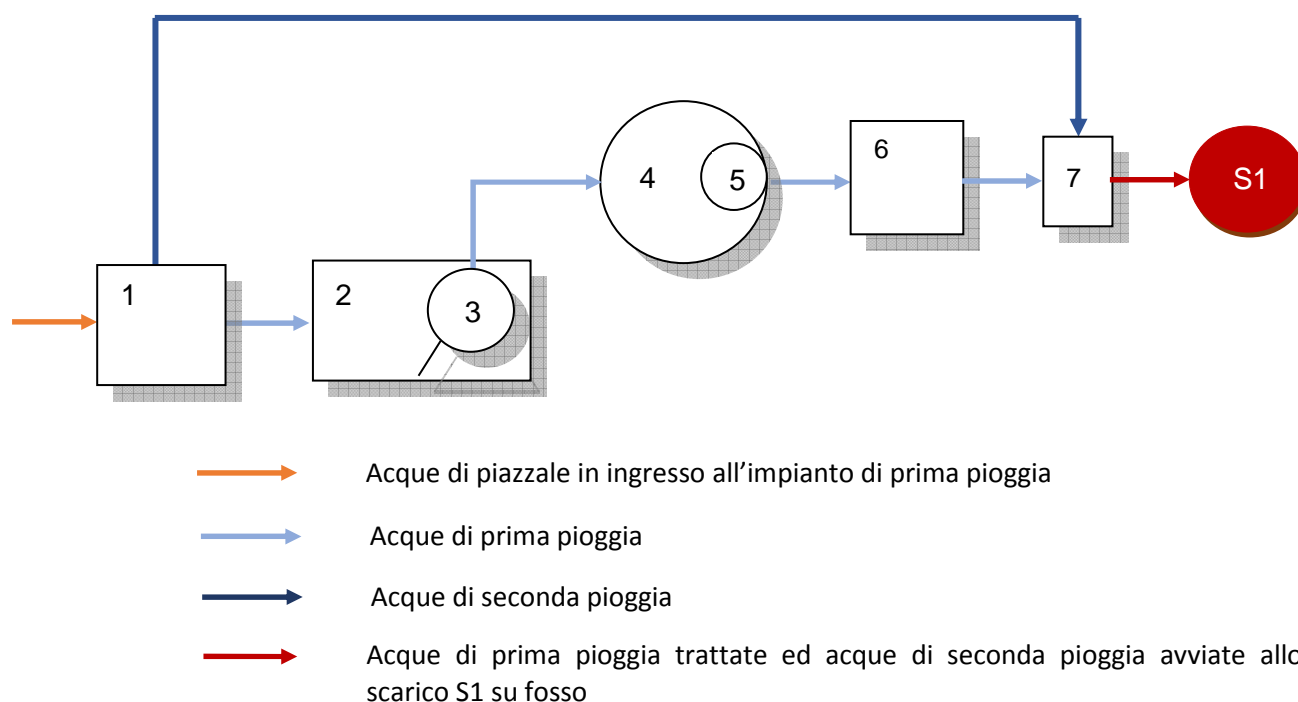 1
2
3
4
5
6
7
S1
Acque di piazzale in ingresso all’impianto di prima pioggia
Acque di prima pioggia
Acque di seconda pioggia
Acque di prima pioggia trattate ed acque di seconda pioggia avviate allo
scarico S1 su fosso